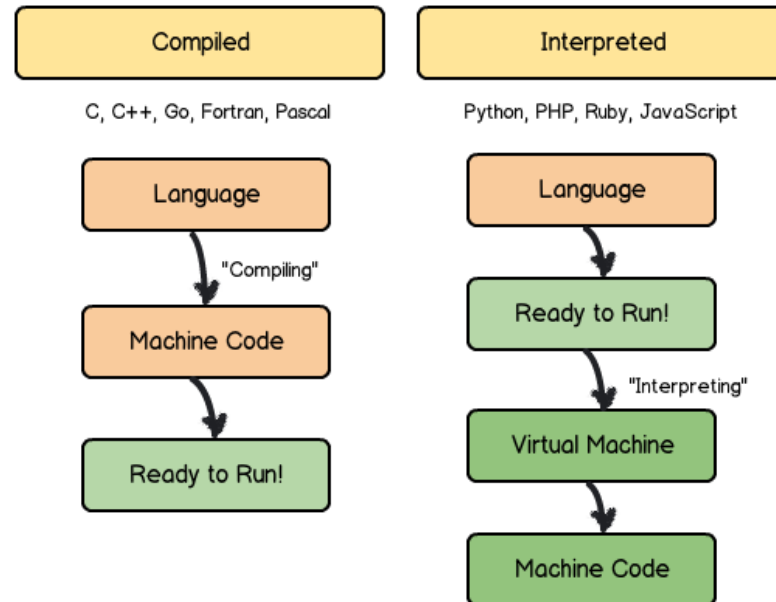 Compiled
C, C++, Go, Fortran, Pascal
Language
"Compiling"
Machine Code
Ready to Run!
Interpreted
Python, PHP, Ruby, JavaScript
Language
Ready to Run!
"Interpreting"
Virtual Machine
Machine Code